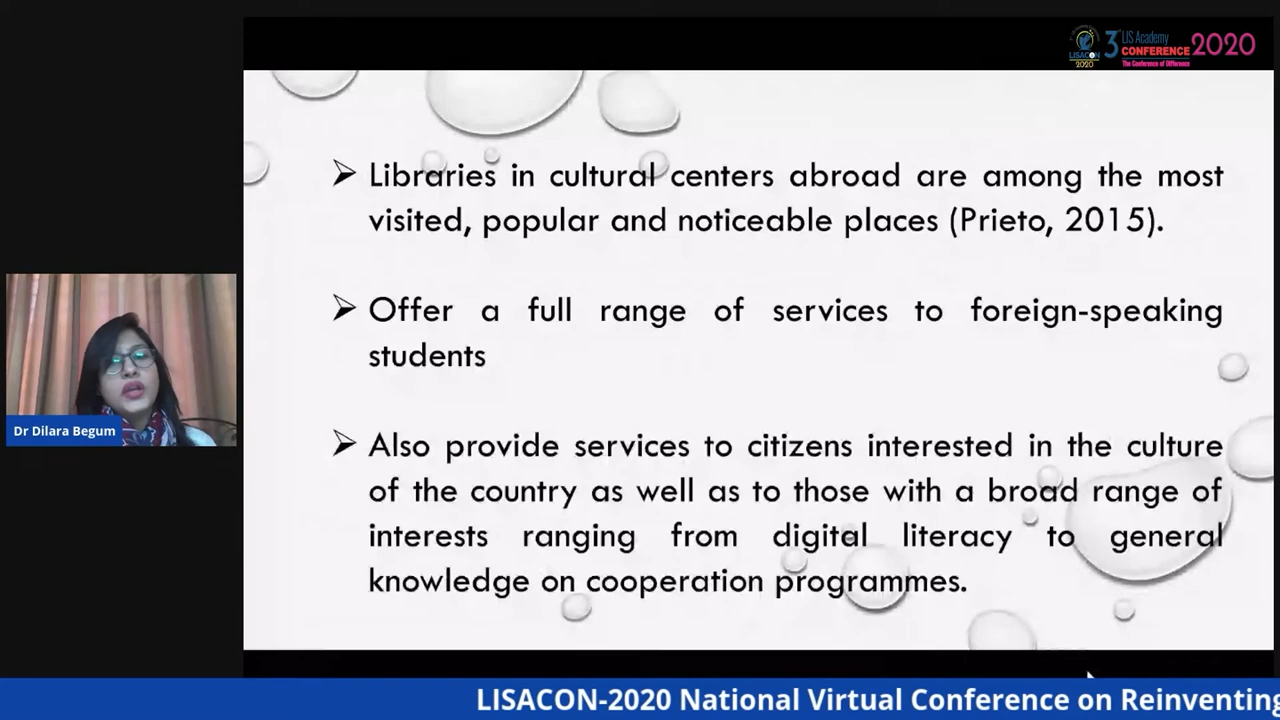 LISACON
2020
3rd LIS Academy
CONFERENCE 2020
The Conference of Difference
➢ Libraries in cultural centers abroad are among the most
visited, popular and noticeable places (Prieto, 2015).
➢ Offer a full range of services to foreign-speaking
students
➢ Also provide services to citizens interested in the culture
of the country as well as to those with a broad range of
interests ranging from digital literacy to general
knowledge on cooperation programmes.
Dr Dilara Begum
LISACON-2020 National Virtual Conference on Reinventing